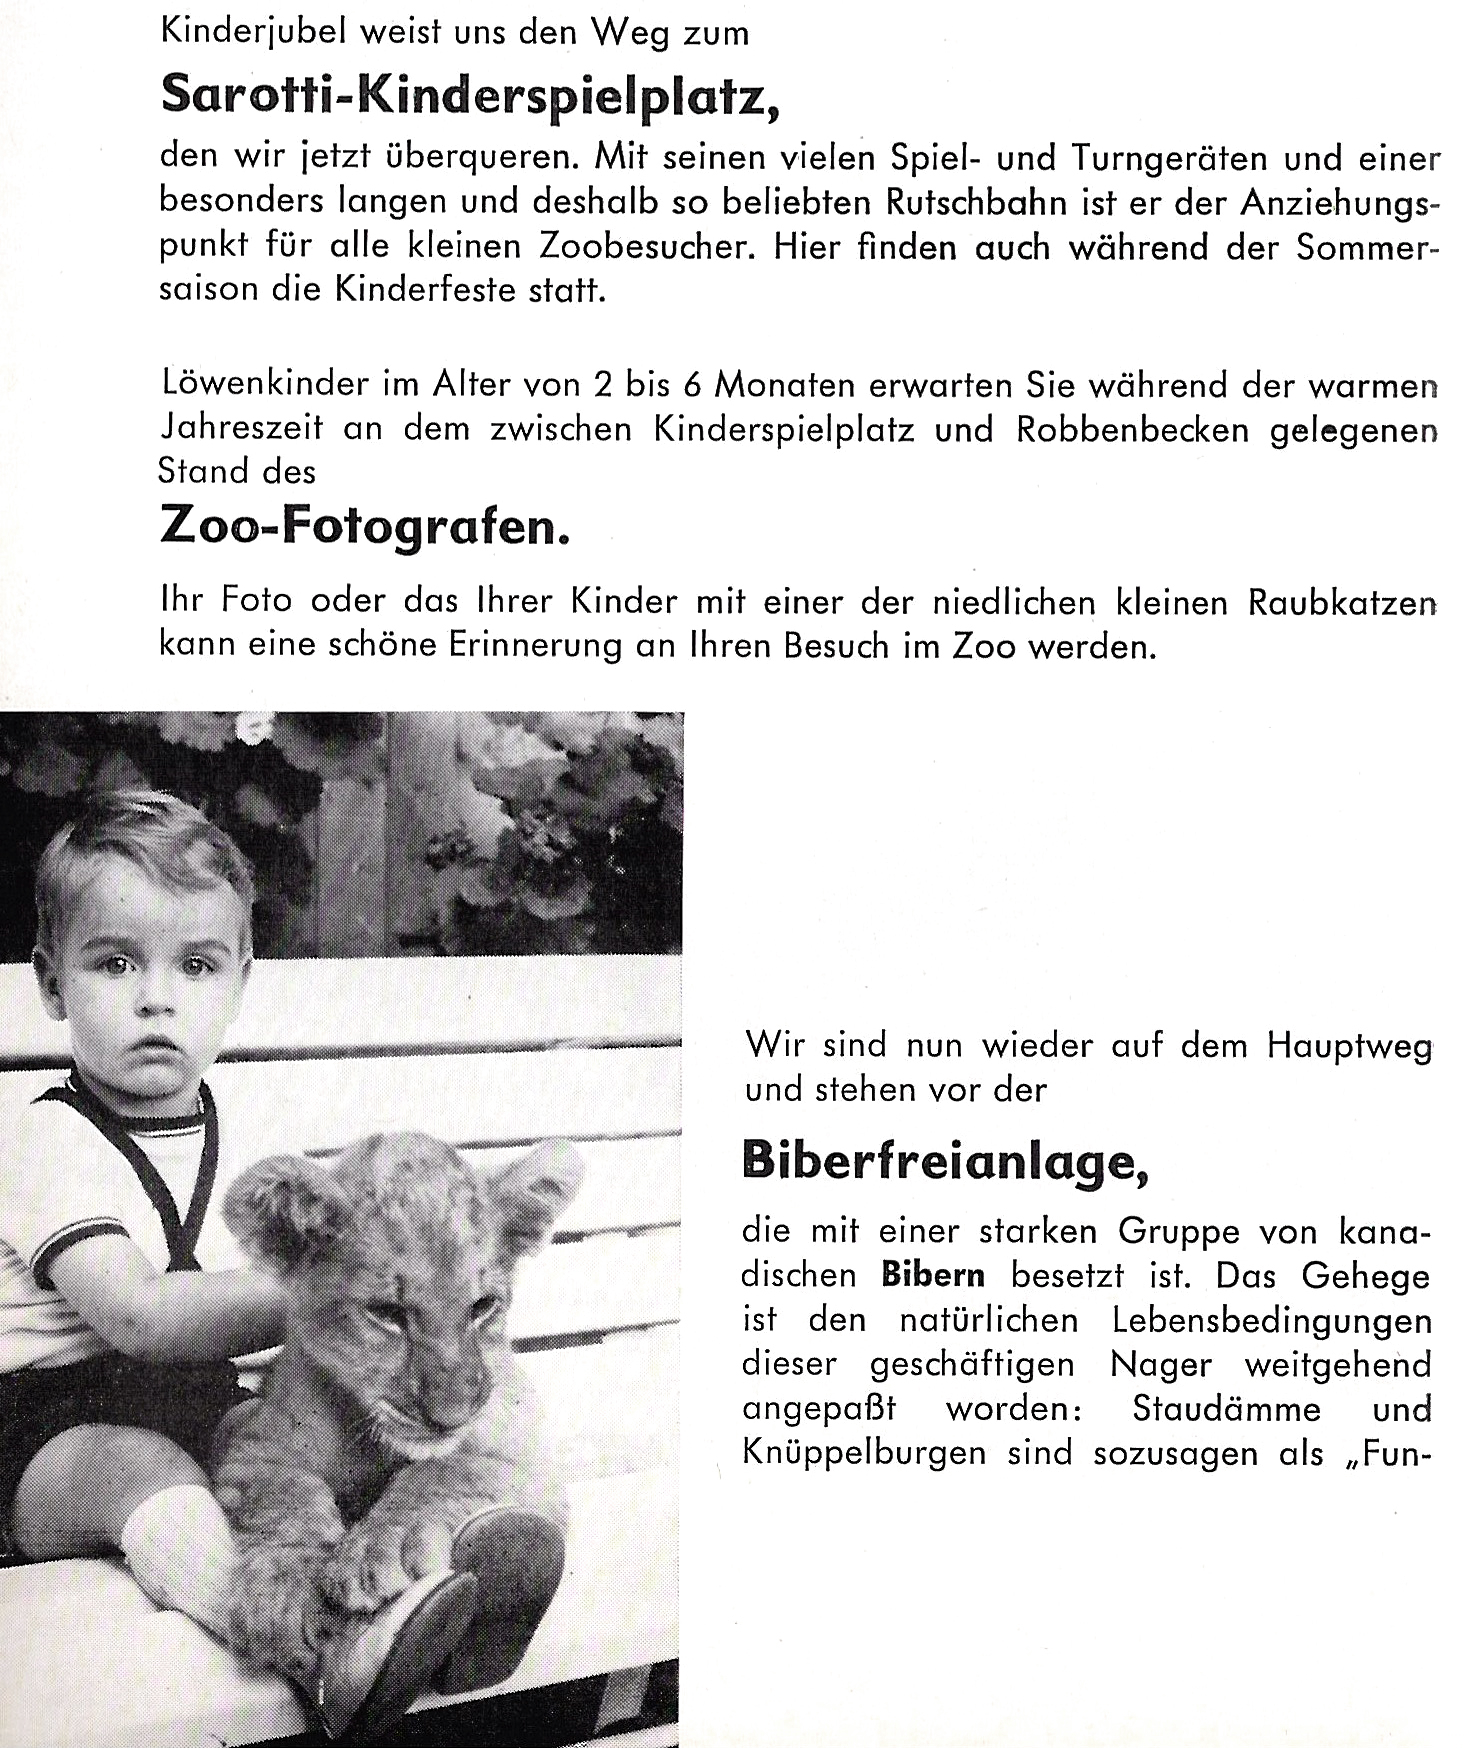 Kinderjubel weist uns den Weg zum
Sarotti-Kinderspielplatz,
den wir jetzt überqueren. Mit seinen vielen Spiel- und Turngeräten und einer
besonders langen und deshalb so beliebten Rutschbahn ist er der Anziehungs-
punkt für alle kleinen Zoobesucher. Hier finden auch während der Sommer-
saison die Kinderfeste statt.
Löwenkinder im Alter von 2 bis 6 Monaten erwarten Sie während der warmen
Jahreszeit an dem zwischen Kinderspielplatz und Robbenbecken gelegenen
Stand des
Zoo-Fotografen.
Ihr Foto oder das Ihrer Kinder mit einer der niedlichen kleinen Raubkatzen
kann eine schöne Erinnerung an Ihren Besuch im Zoo werden.
Wir sind nun wieder auf dem Hauptweg
und stehen vor der
Biberfreianlage,
die mit einer starken Gruppe von kana-
dischen Bibern besetzt ist. Das Gehege
ist den natürlichen Lebensbedingungen
dieser geschäftigen Nager weitgehend
angepaßt worden: Staudämme und
Knüppelburgen sind sozusagen als „Fun-